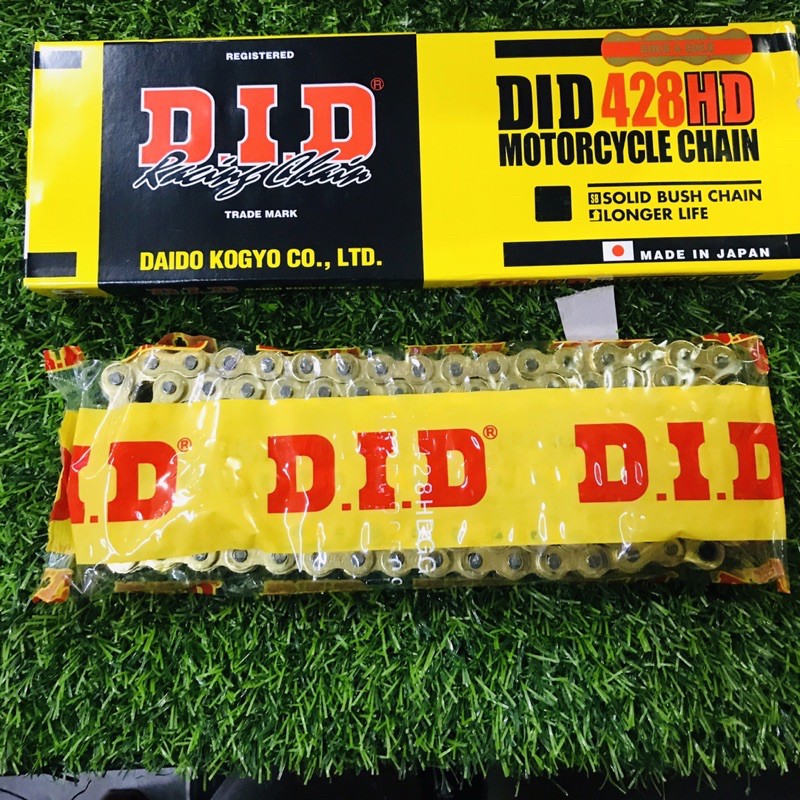 REGISTERED
D.I.D®
Racing Chain
TRADE MARK
DAIDO KOGYO CO., LTD.
DID 428HD
MOTORCYCLE CHAIN
SB SOLID BUSH CHAIN
LONGER LIFE
MADE IN JAPAN
I.D®
D.I.D®
D.I.D